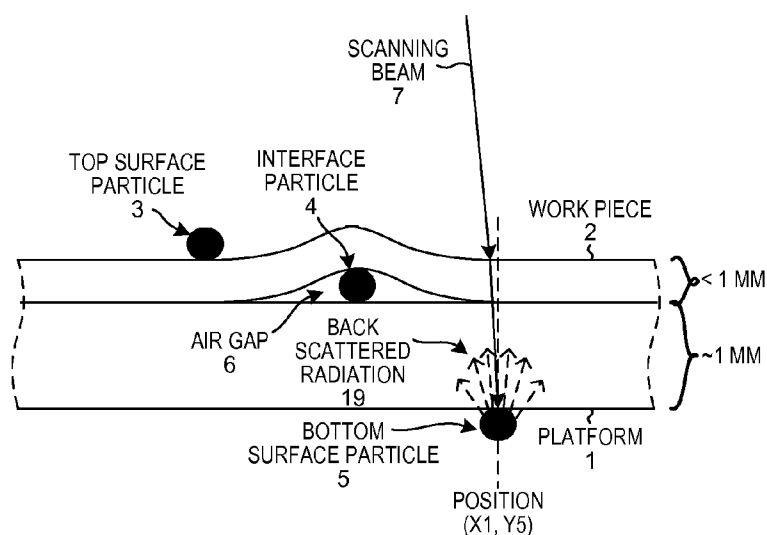 SCANNING
BEAM
7
TOP SURFACE
PARTICLE
3
INTERFACE
PARTICLE
4
WORK PIECE
2
< 1 MM
AIR GAP
6
BACK
SCATTERED
RADIATION
19
~1 MM
BOTTOM
SURFACE PARTICLE
5
PLATFORM
1
POSITION
(X1, Y5)